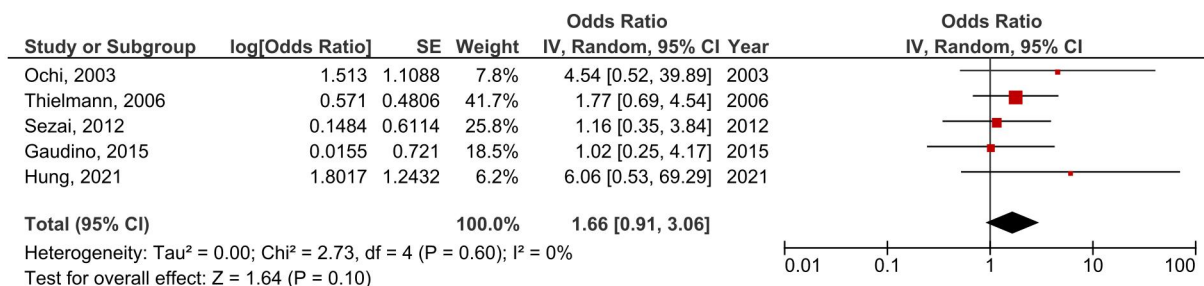 Odds Ratio Odds Ratio
Study or Subgroup log[Odds Ratio] SE Weight IV, Random, 95% CI Year IV, Random, 95% CI
Ochi, 2003 1.513 1.1088 7.8% 4.54 [0.52, 39.89] 2003
Thielmann, 2006 0.571 0.4806 41.7% 1.77 [0.69, 4.54] 2006
Sezai, 2012 0.1484 0.6114 25.8% 1.16 [0.35, 3.84] 2012
Gaudino, 2015 0.0155 0.721 18.5% 1.02 [0.25, 4.17] 2015
Hung, 2021 1.8017 1.2432 6.2% 6.06 [0.53, 69.29] 2021
Total (95% CI) 100.0% 1.66 [0.91, 3.06]
Heterogeneity: Tau² = 0.00; Chi² = 2.73, df = 4 (P = 0.60); I² = 0%
Test for overall effect: Z = 1.64 (P = 0.10)
0.01 0.1 1 10 100